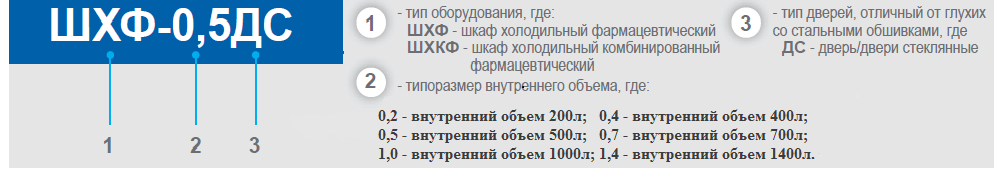 ШХФ-0,5ДС
1 2 3
1 - тип оборудования, где:
ШХФ - шкаф холодильный фармацевтический
ШХКФ - шкаф холодильный комбинированный
фармацевтический
2 - типоразмер внутреннего объема, где:
0,2 - внутренний объем 200л; 0,4 - внутренний объем 400л;
0,5 - внутренний объем 500л; 0,7 - внутренний объем 700л;
1,0 - внутренний объем 1000л; 1,4 - внутренний объем 1400л.
3 - тип дверей, отличный от глухих
со стальными обшивками, где
ДС - дверь/двери стеклянные